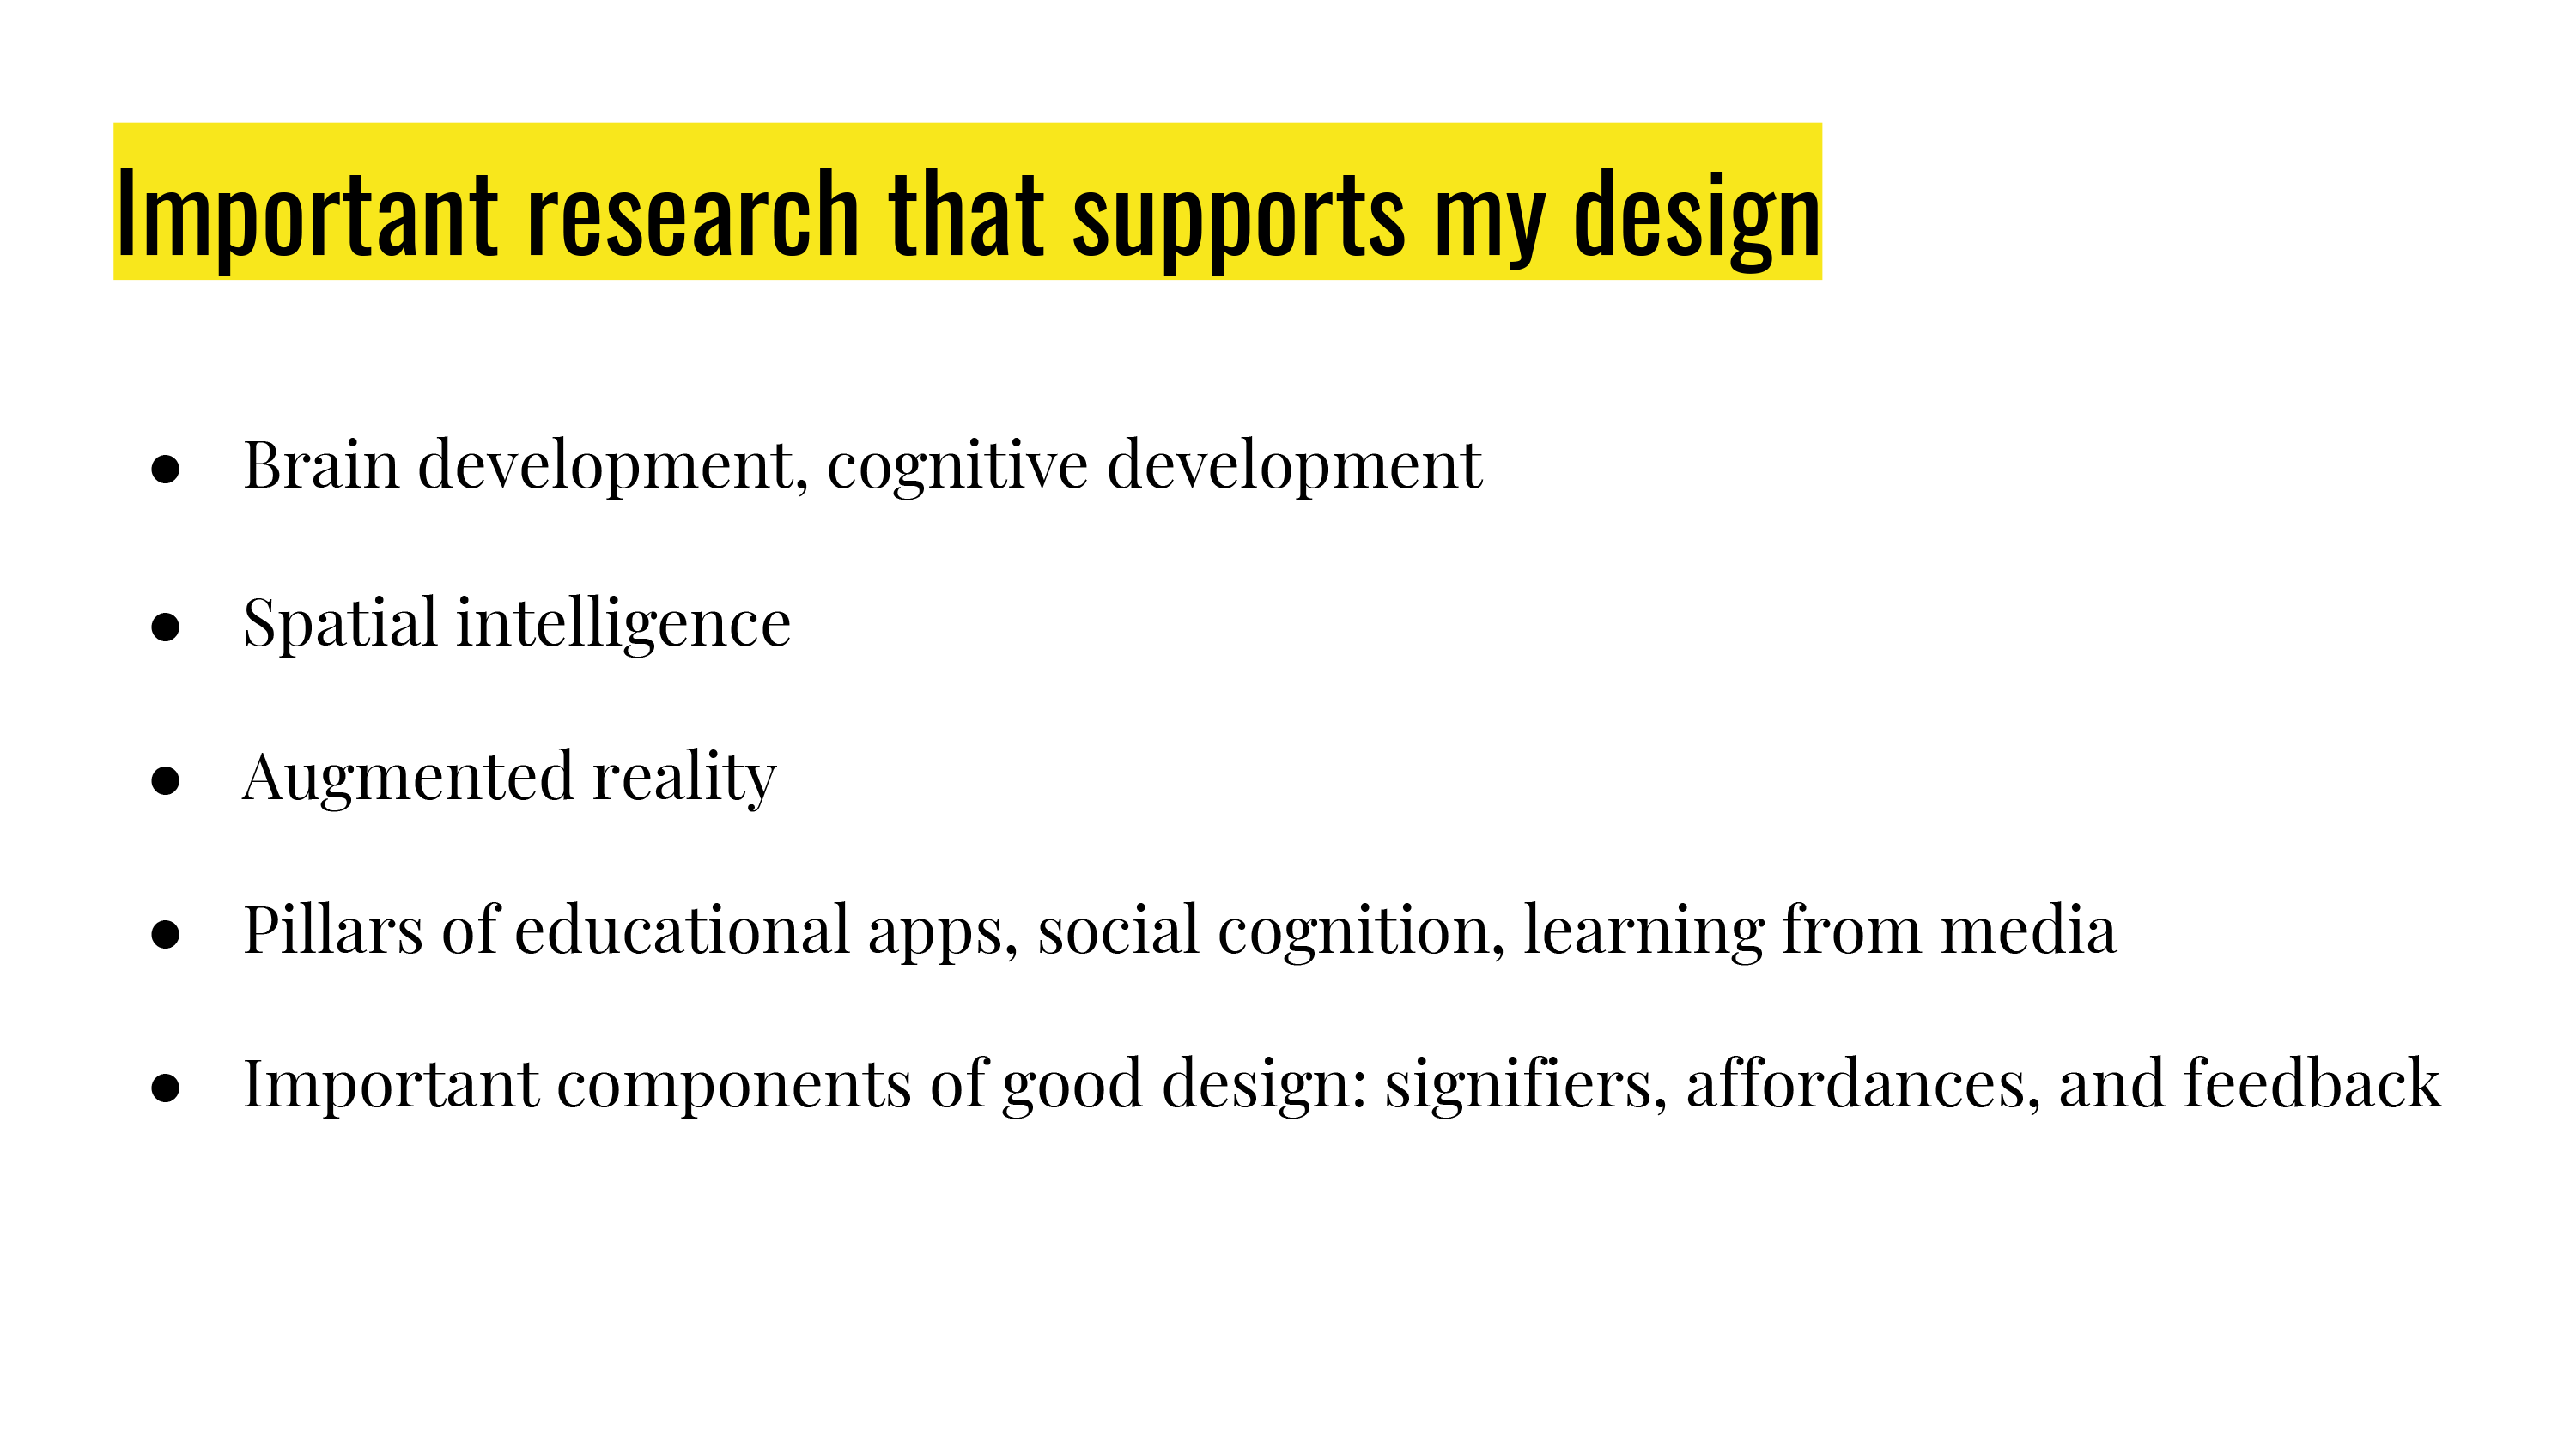 Important research that supports my design
● Brain development, cognitive development
● Spatial intelligence
● Augmented reality
● Pillars of educational apps, social cognition, learning from media
● Important components of good design: signifiers, affordances, and feedback